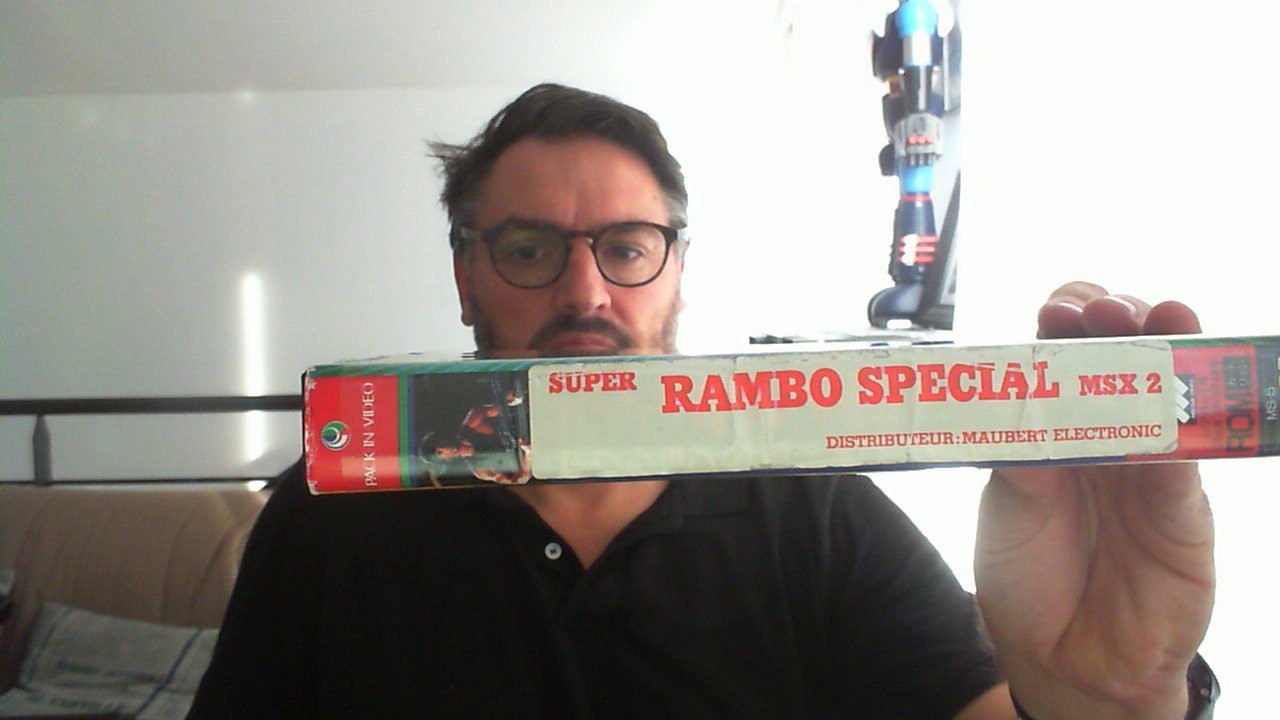 PACK IN VIDEO
SUPER RAMBO SPECIAL MSX 2
DISTRIBUTEUR: MAUBERT ELECTRONIC
ROM